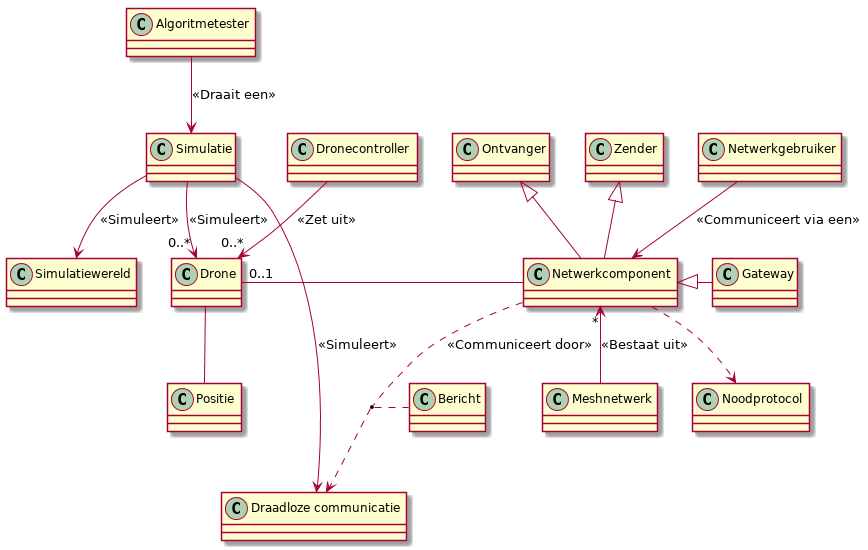 C Algoritmetester
«Draait een»
C Simulatie
C Dronecontroller
C Ontvanger
C Zender
C Netwerkgebruiker
«Simuleert»
«Simuleert»
«Zet uit»
«Communiceert via een»
0..*
0..*
C Simulatiewereld
C Drone
0..1
C Netwerkcomponent
C Gateway
*
«Simuleert»
«Communiceert door»
«Bestaat uit»
C Positie
C Bericht
C Meshnetwerk
C Noodprotocol
C Draadloze communicatie